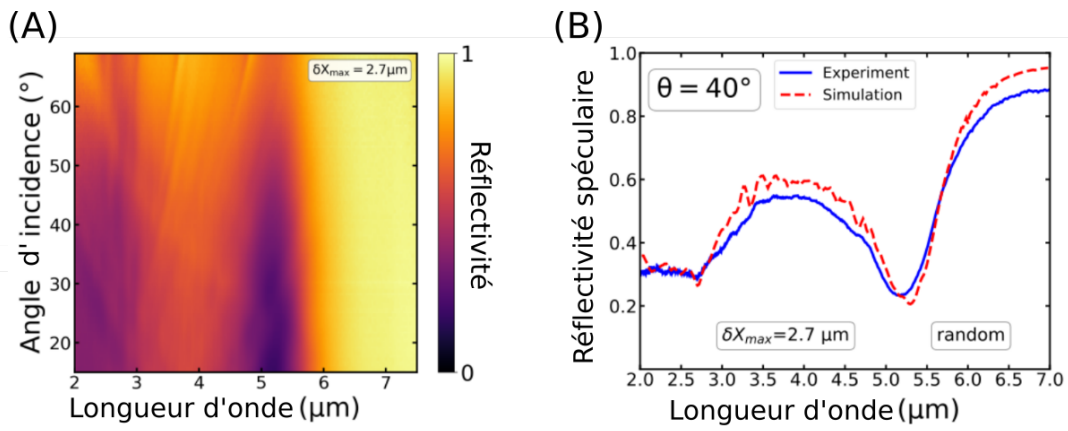 (A)
δX_max = 2.7μm
Angle d'incidence (°)
60
50
40
30
20
2 3 4 5 6 7
Longueur d'onde (μm)
1
Réflectivité
0
(B)
θ = 40°
Experiment
Simulation
Réflectivité spéculaire
1.0
0.8
0.6
0.4
0.2
δX_max=2.7 μm
random
2.0 2.5 3.0 3.5 4.0 4.5 5.0 5.5 6.0 6.5 7.0
Longueur d'onde (μm)